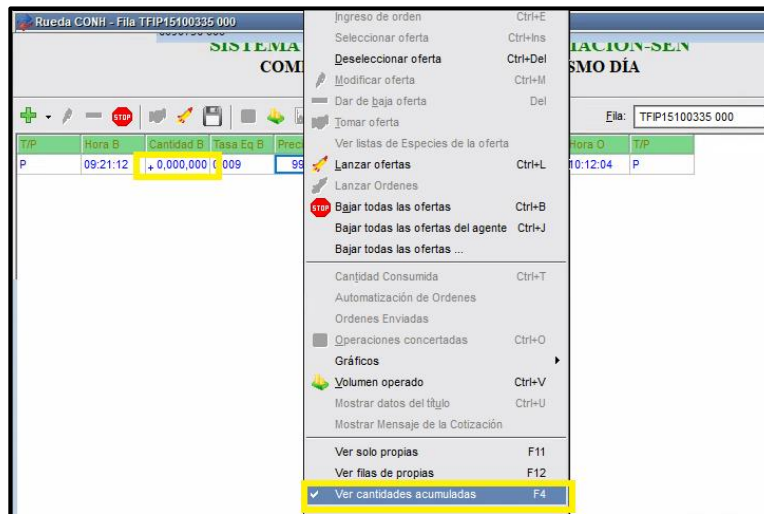 Rueda CONH - Fila TFIP15100335 000
SISTEMA
IACION-SEN
COMI
SMO DÍA
STOP
Fila: TFIP15100335 000
T/P Hora B Cantidad B Tasa Eq B Preci
Hora O T/P
P 09:21:12 + 0,000,000 0.009 99
10:12:04 P
Ingreso de orden Ctrl+E
Seleccionar oferta Ctrl+Ins
Deseleccionar oferta Ctrl+Del
Modificar oferta Ctrl+M
Dar de baja oferta Del
Tomar oferta
Ver listas de Especies de la oferta
Lanzar ofertas Ctrl+L
Lanzar Ordenes
STOP Bajar todas las ofertas Ctrl+B
Bajar todas las ofertas del agente Ctrl+J
Bajar todas las ofertas ...
Cantidad Consumida Ctrl+T
Automatización de Ordenes
Ordenes Enviadas
Operaciones concertadas Ctrl+O
Gráficos
Volumen operado Ctrl+V
Mostrar datos del título Ctrl+U
Mostrar Mensaje de la Cotización
Ver solo propias F11
Ver filas de propias F12
Ver cantidades acumuladas F4